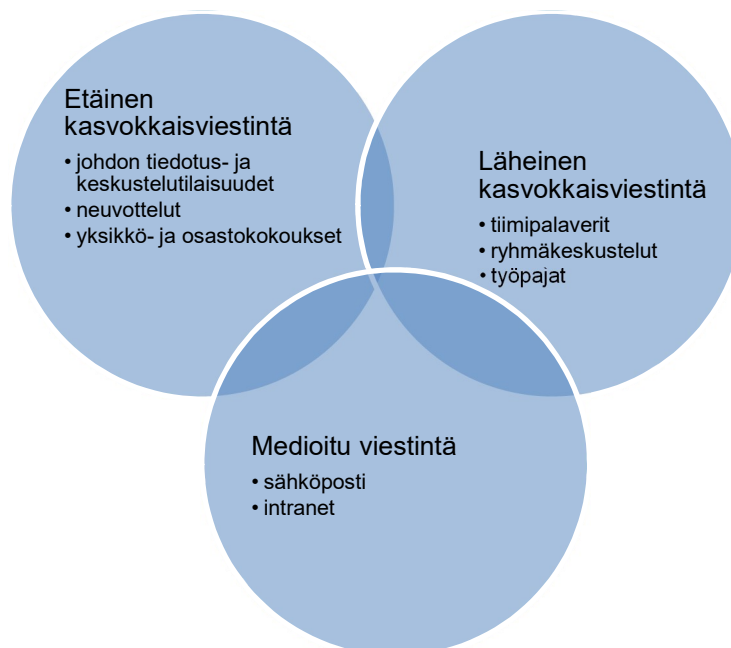 Etäinen
kasvokkaisviestintä
• johdon tiedotus- ja
keskustelutilaisuudet
• neuvottelut
• yksikkö- ja osastokokoukset
Läheinen
kasvokkaisviestintä
• tiimipalaverit
• ryhmäkeskustelut
• työpajat
Medioitu viestintä
• sähköposti
• intranet